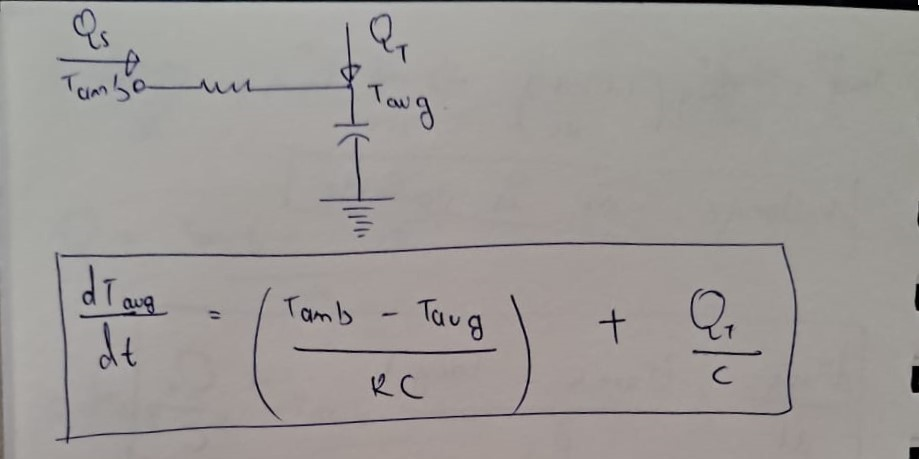 Qs
QT
Tamb
Tavg
dTavg/dt = (Tamb - Tavg / RC) + QT/C